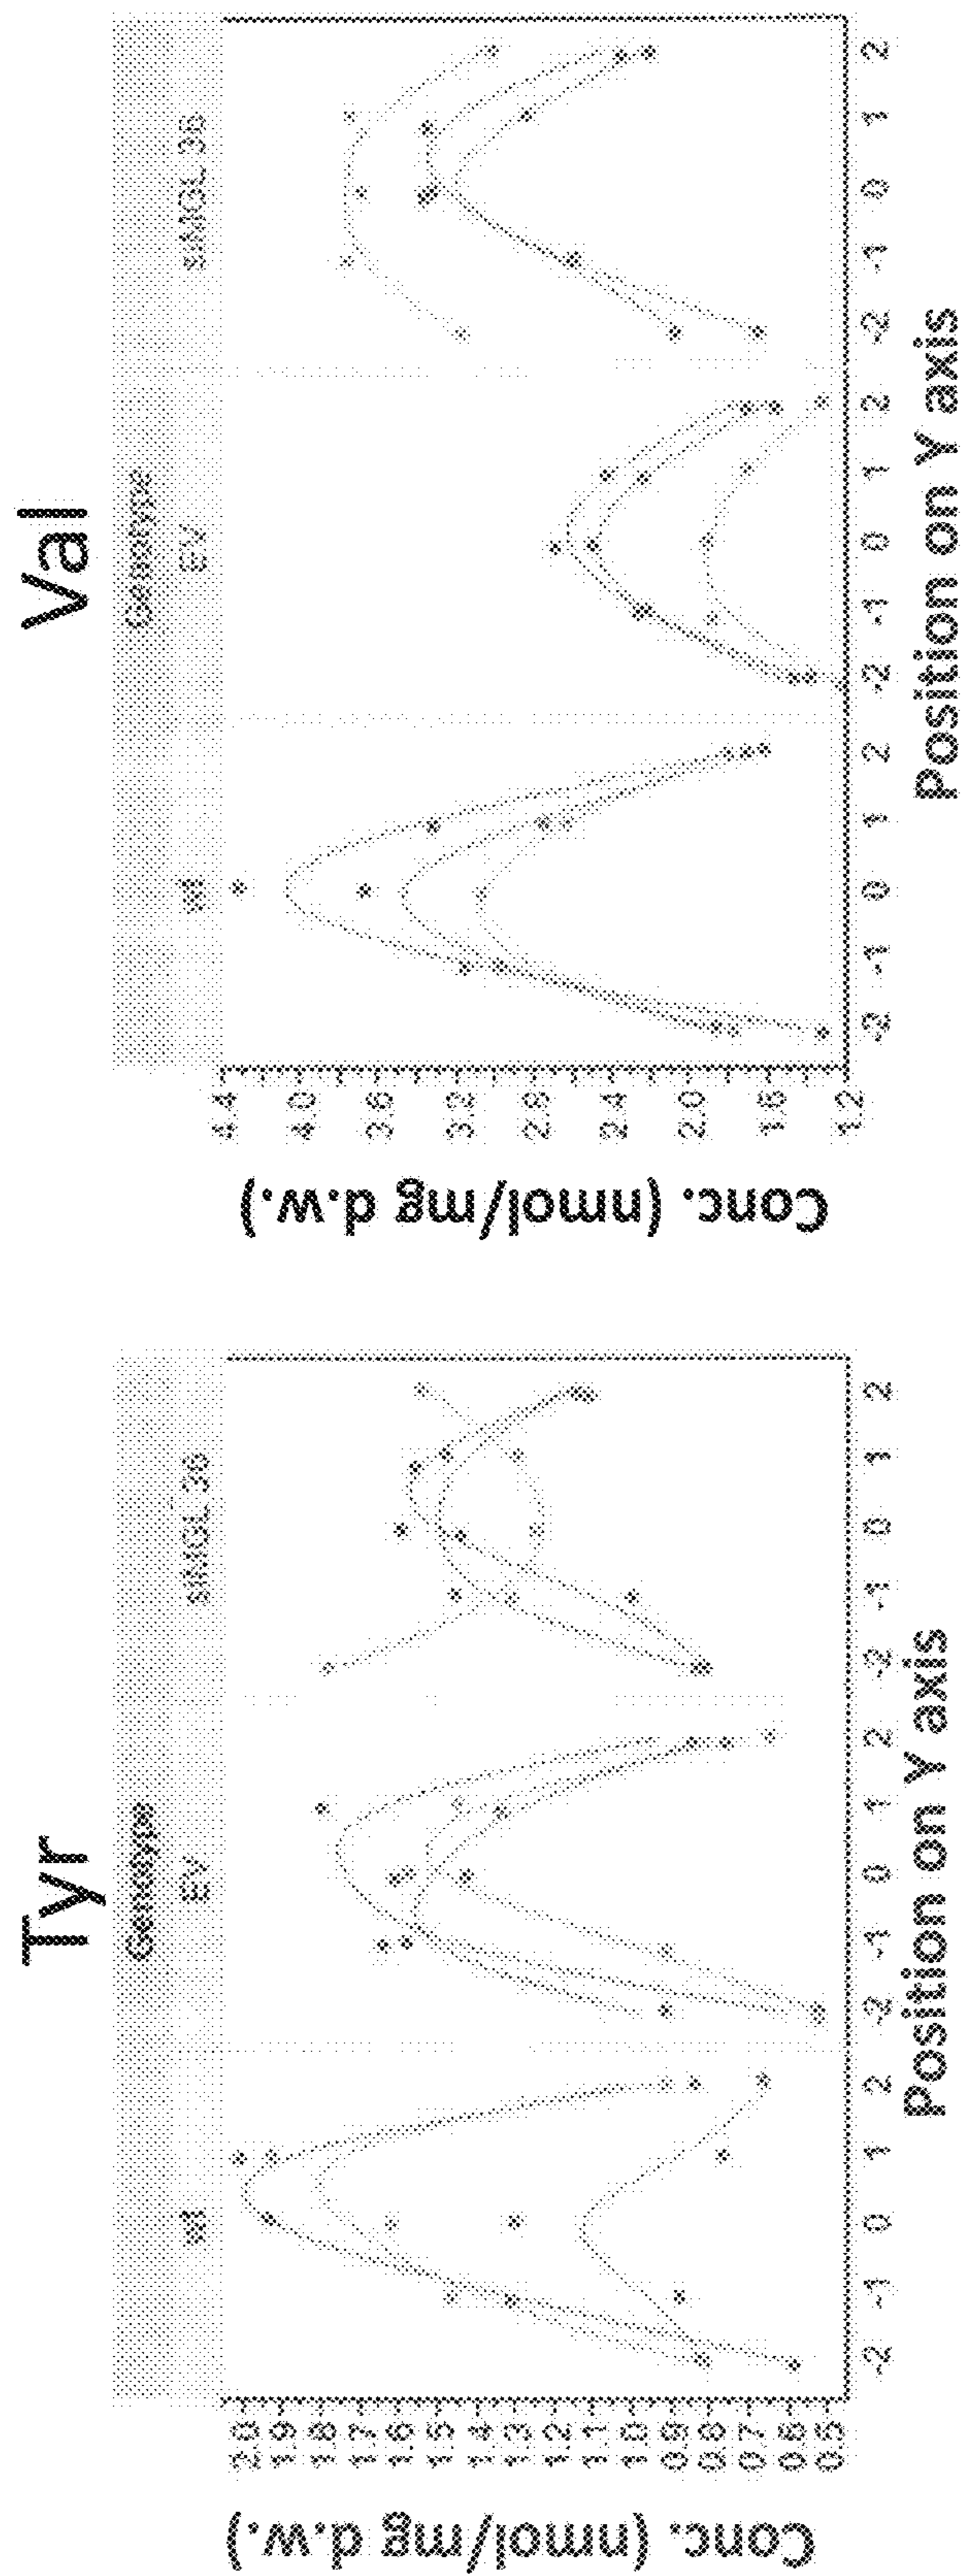 Tyr
Genotype
wt
EV
siMGL 36
2.0
1.9
1.8
1.7
1.6
1.5
1.4
1.3
1.2
1.1
1.0
0.9
0.8
0.7
0.6
0.5
Conc. (nmol/mg d.w.)
-2 -1 0 1 2 -2 -1 0 1 2 -2 -1 0 1 2
Position on Y axis
Val
Genotype
wt
EV
siMGL 36
4.4
4.0
3.6
3.2
2.8
2.4
2.0
1.6
1.2
Conc. (nmol/mg d.w.)
-2 -1 0 1 2 -2 -1 0 1 2 -2 -1 0 1 2
Position on Y axis